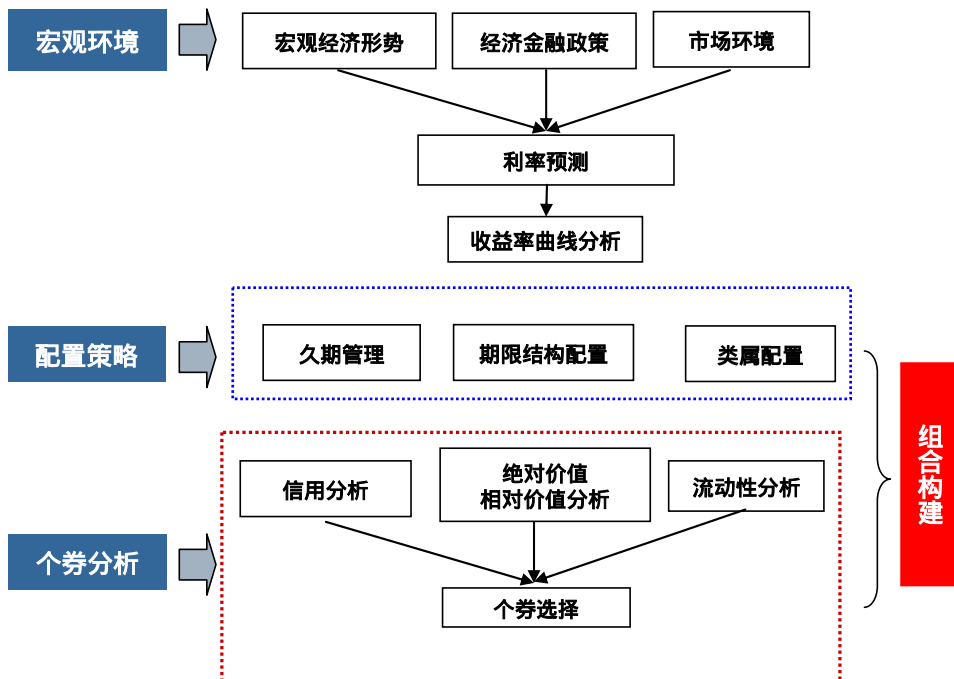 宏观环境
宏观经济形势
经济金融政策
市场环境
利率预测
收益率曲线分析
配置策略
久期管理
期限结构配置
类属配置
组合构建
个券分析
信用分析
绝对价值
相对价值分析
流动性分析
个券选择